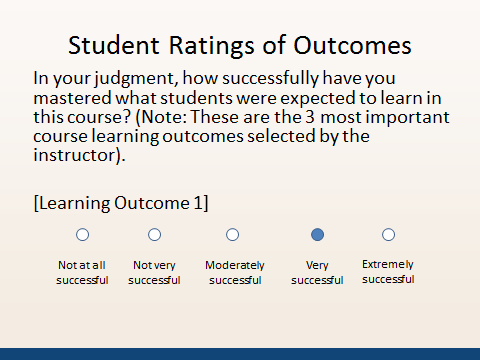 Student Ratings of Outcomes
In your judgment, how successfully have you
mastered what students were expected to learn in
this course? (Note: These are the 3 most important
course learning outcomes selected by the
instructor).
[Learning Outcome 1]
Not at all successful
Not very successful
Moderately successful
Very successful
Extremely successful